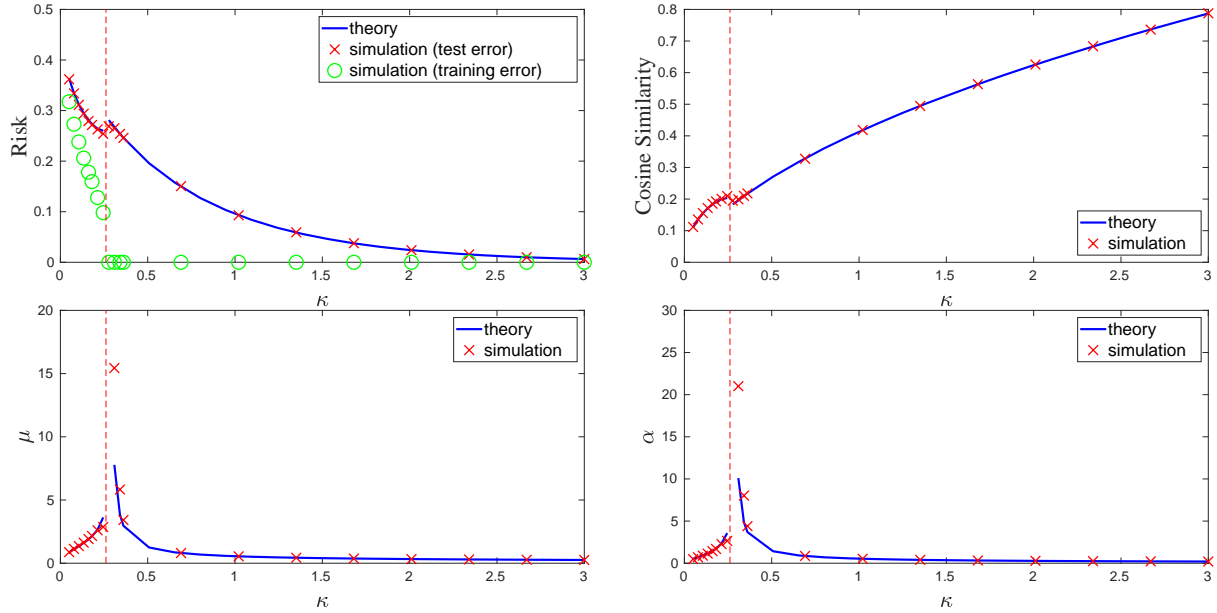 0.5
0.4
0.3
0.2
0.1
0
Risk
theory
simulation (test error)
simulation (training error)
0 0.5 1 1.5 2 2.5 3
κ
0.8
0.7
0.6
0.5
0.4
0.3
0.2
0.1
0
Cosine Similarity
theory
simulation
0 0.5 1 1.5 2 2.5 3
κ
20
15
10
5
0
μ
theory
simulation
0 0.5 1 1.5 2 2.5 3
κ
30
25
20
15
10
5
0
α
theory
simulation
0 0.5 1 1.5 2 2.5 3
κ